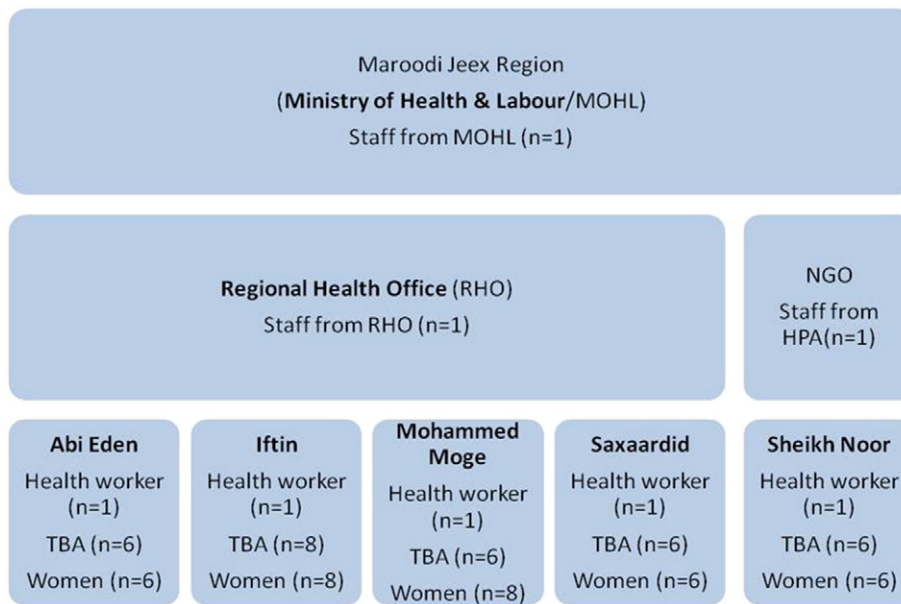 Maroodi Jeex Region
(Ministry of Health & Labour/MOHL)
Staff from MOHL (n=1)
Regional Health Office (RHO)
Staff from RHO (n=1)
NGO
Staff from
HPA(n=1)
Abi Eden
Health worker
(n=1)
TBA (n=6)
Women (n=6)
Iftin
Health worker
(n=1)
TBA (n=8)
Women (n=8)
Mohammed
Moge
Health worker
(n=1)
TBA (n=6)
Women (n=8)
Saxaardid
Health worker
(n=1)
TBA (n=6)
Women (n=6)
Sheikh Noor
Health worker
(n=1)
TBA (n=6)
Women (n=6)